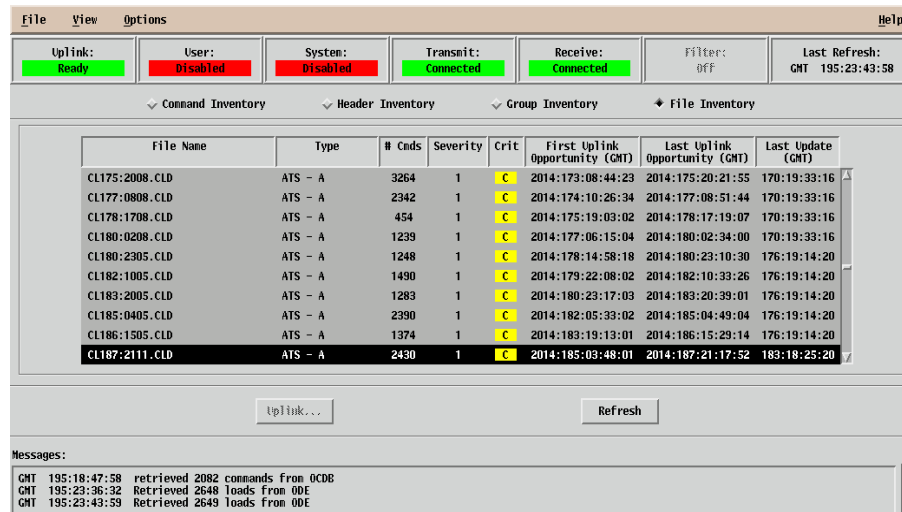 File View Options Help
Uplink: User: System: Transmit: Receive: Filter: Last Refresh:
Ready Disabled Disabled Connected Connected Off GMT 195:23:43:58
Command Inventory Header Inventory Group Inventory File Inventory
File Name Type # Cmds Severity Crit First Uplink Opportunity (GMT) Last Uplink Opportunity (GMT) Last Update (GMT)
CL175:2008.CLD ATS - A 3264 1 C 2014:173:08:44:23 2014:175:20:21:55 170:19:33:16
CL177:0808.CLD ATS - A 2342 1 C 2014:174:10:26:34 2014:177:08:51:44 170:19:33:16
CL178:1708.CLD ATS - A 454 1 C 2014:175:19:03:02 2014:178:17:19:07 170:19:33:16
CL180:0208.CLD ATS - A 1239 1 C 2014:177:06:15:04 2014:180:02:34:00 170:19:33:16
CL180:2305.CLD ATS - A 1248 1 C 2014:178:14:58:18 2014:180:23:10:30 176:19:14:20
CL182:1005.CLD ATS - A 1490 1 C 2014:179:22:08:02 2014:182:10:33:26 176:19:14:20
CL183:2005.CLD ATS - A 1283 1 C 2014:180:23:17:03 2014:183:20:39:01 176:19:14:20
CL185:0405.CLD ATS - A 2390 1 C 2014:182:05:33:02 2014:185:04:49:04 176:19:14:20
CL186:1505.CLD ATS - A 1374 1 C 2014:183:19:13:01 2014:186:15:29:14 176:19:14:20
CL187:2111.CLD ATS - A 2430 1 C 2014:185:03:48:01 2014:187:21:17:52 183:18:25:20
Uplink... Refresh
Messages:
GMT 195:18:47:58 retrieved 2082 commands from OCDB
GMT 195:23:36:32 Retrieved 2648 loads from ODE
GMT 195:23:43:59 Retrieved 2649 loads from ODE